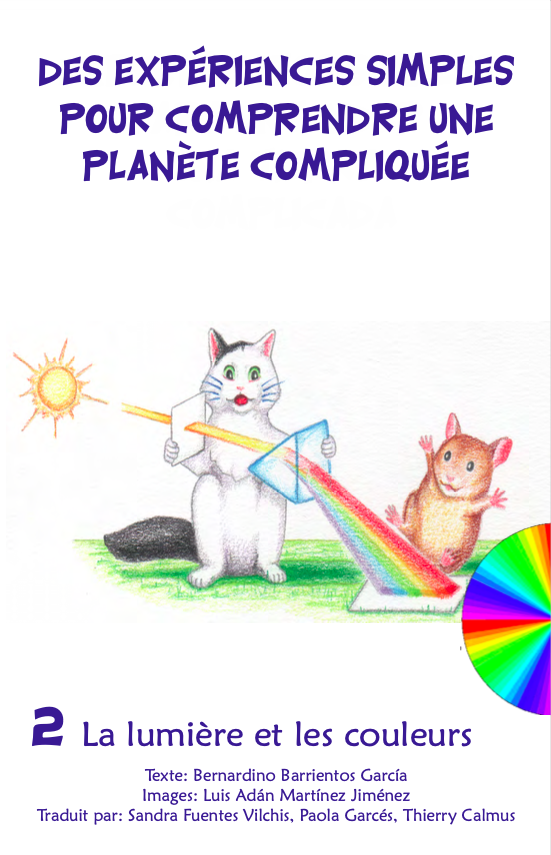 DES EXPÉRIENCES SIMPLES
POUR COMPRENDRE UNE
PLANÈTE COMPLIQUÉE
2 La lumière et les couleurs
Texte: Bernardino Barrientos García
Images: Luis Adán Martínez Jiménez
Traduit par: Sandra Fuentes Vilchis, Paola Garcés, Thierry Calmus